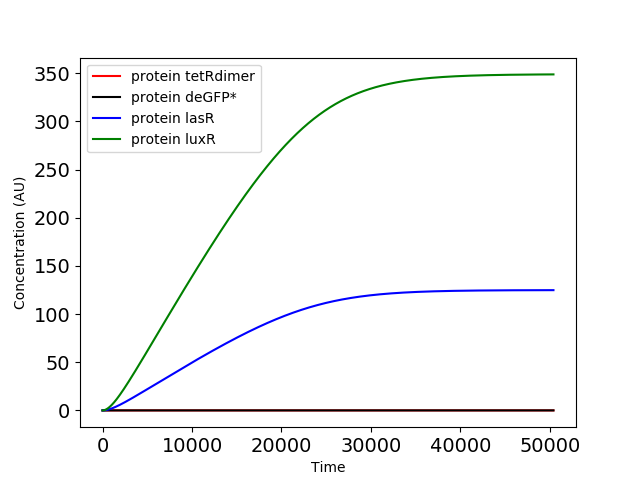 protein tetRdimer
protein deGFP*
protein lasR
protein luxR
350
300
250
200
150
100
50
0
Concentration (AU)
0 10000 20000 30000 40000 50000
Time